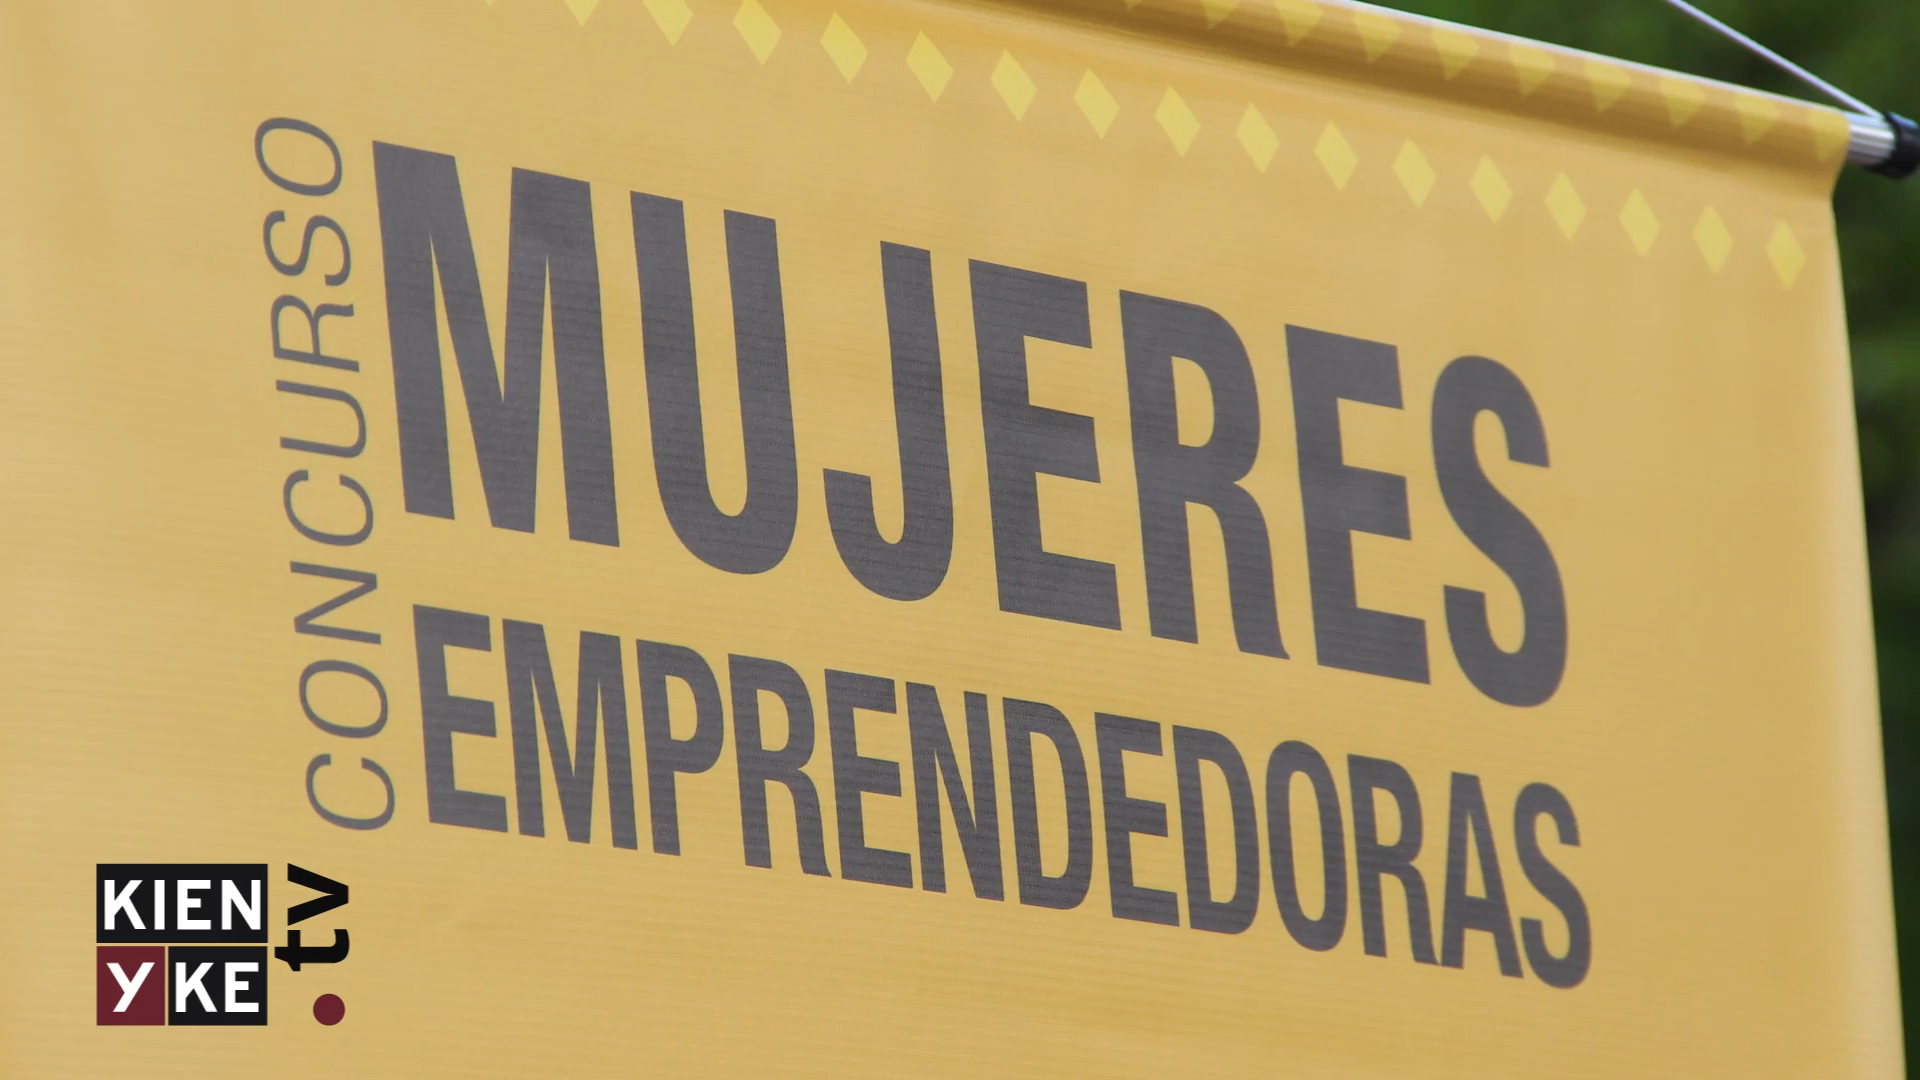 CONCURSO
MUJERES
EMPRENDEDORAS
KIEN
YKE
.tv